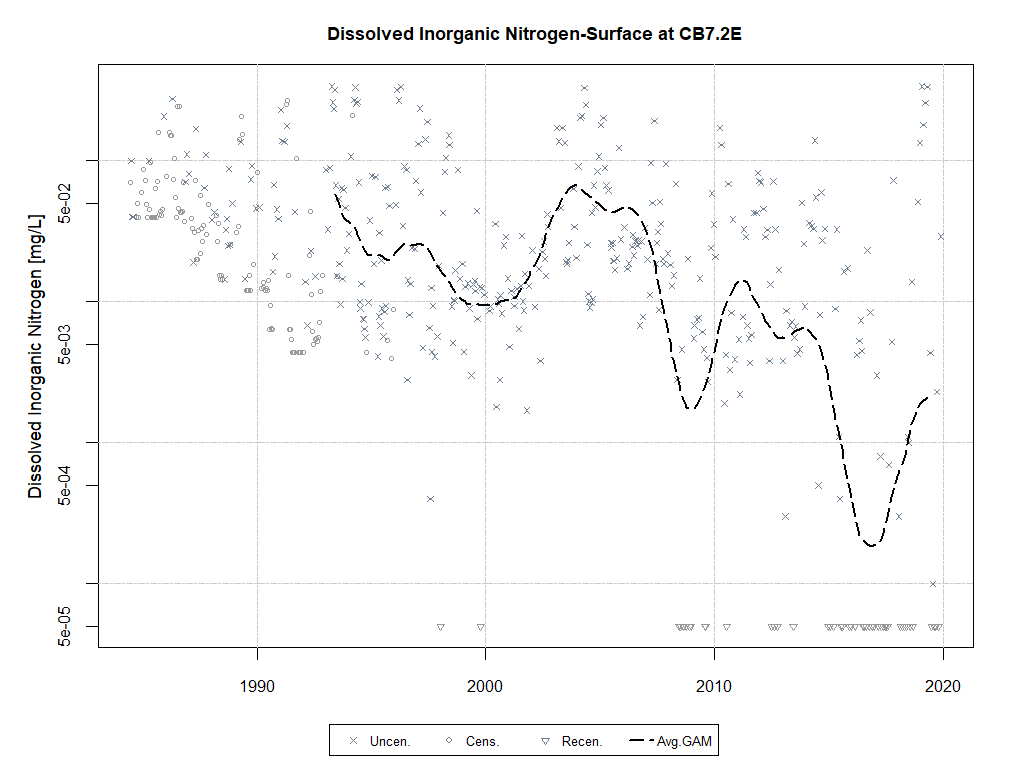 Dissolved Inorganic Nitrogen-Surface at CB7.2E
Dissolved Inorganic Nitrogen [mg/L]
5e-02
5e-03
5e-04
5e-05
1990 2000 2010 2020
Uncen. Cens. Recen. Avg.GAM